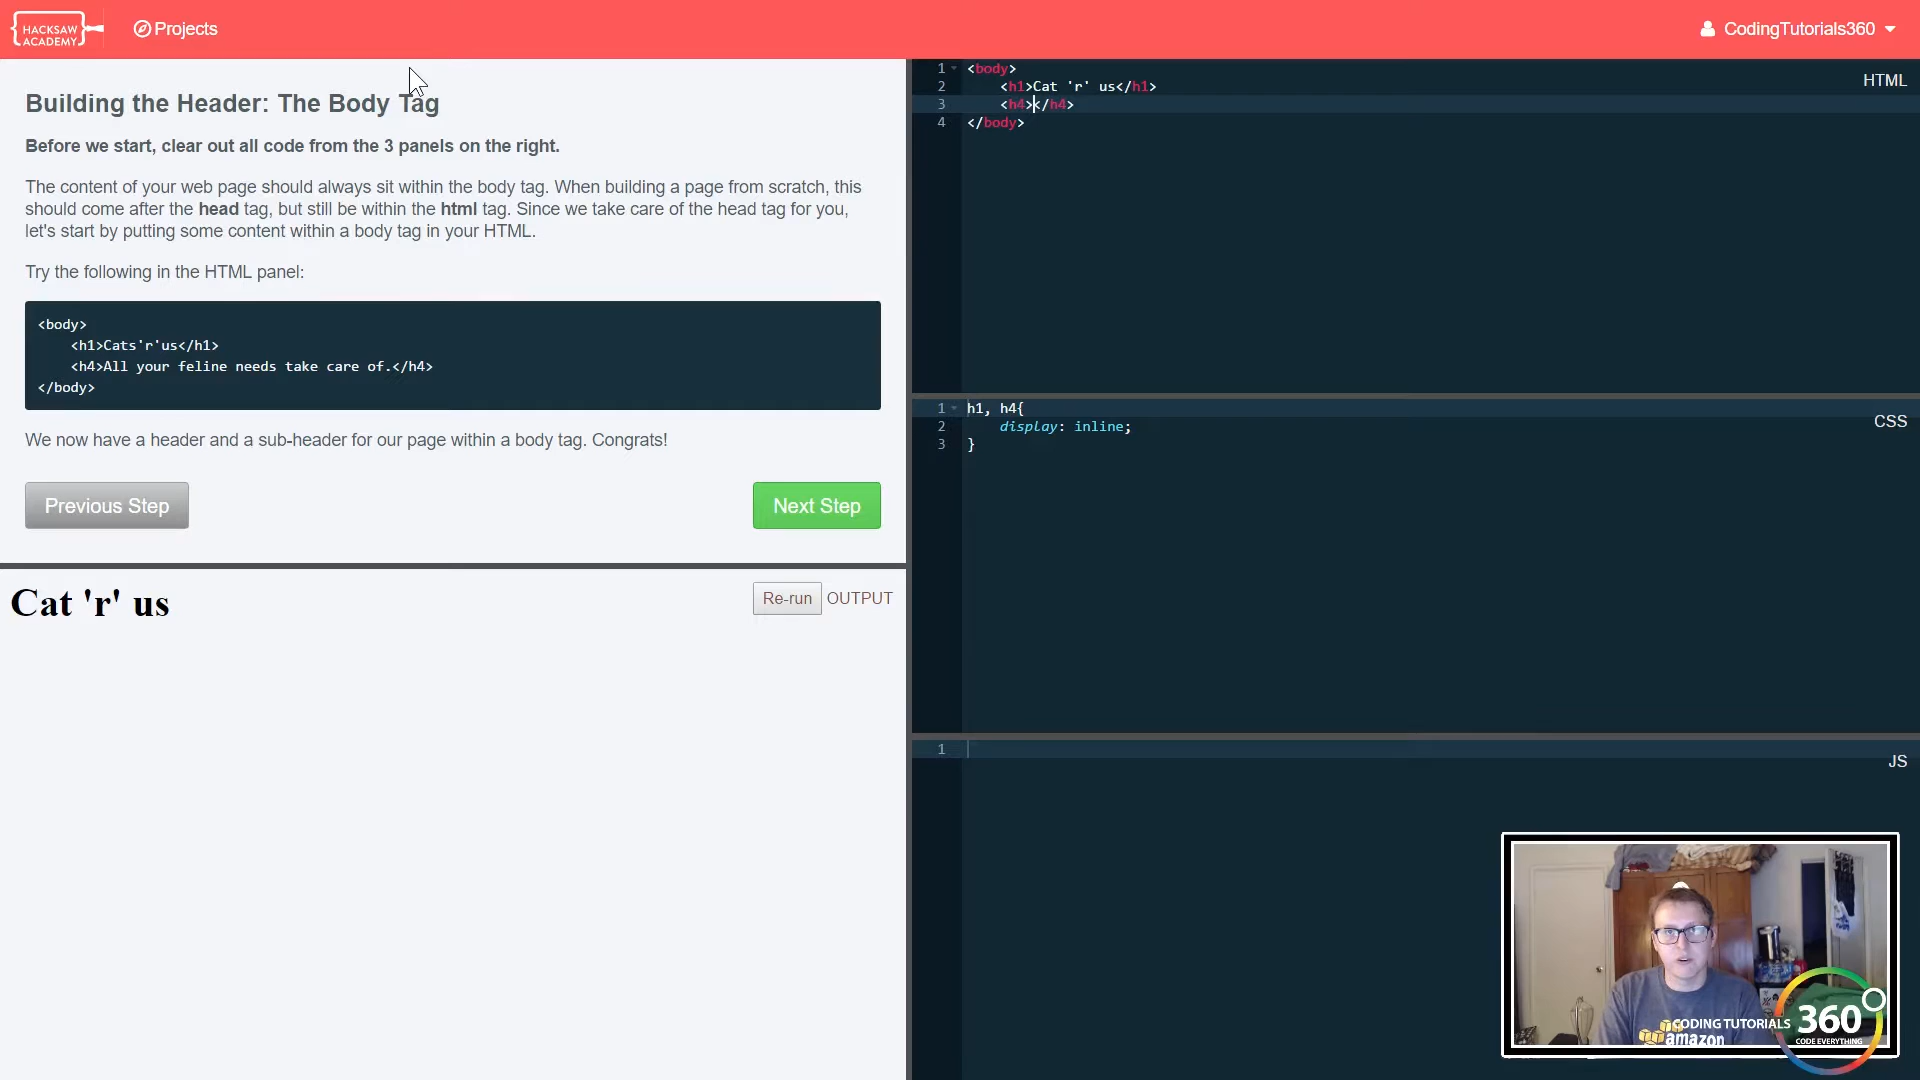 HACKSAW
ACADEMY
Projects
CodingTutorials360
Building the Header: The Body Tag
Before we start, clear out all code from the 3 panels on the right.
The content of your web page should always sit within the body tag. When building a page from scratch, this
should come after the head tag, but still be within the html tag. Since we take care of the head tag for you,
let's start by putting some content within a body tag in your HTML.
Try the following in the HTML panel:
<body>
    <h1>Cats'r'us</h1>
    <h4>All your feline needs take care of.</h4>
</body>
We now have a header and a sub-header for our page within a body tag. Congrats!
Previous Step
Next Step
Cat 'r' us
Re-run OUTPUT
HTML
1 <body>
2     <h1>Cat 'r' us</h1>
3     <h4></h4>
4 </body>
CSS
1 h1, h4{
2     display: inline;
3 }
JS
1
CODING TUTORIALS 360
CODE EVERYTHING
amazon